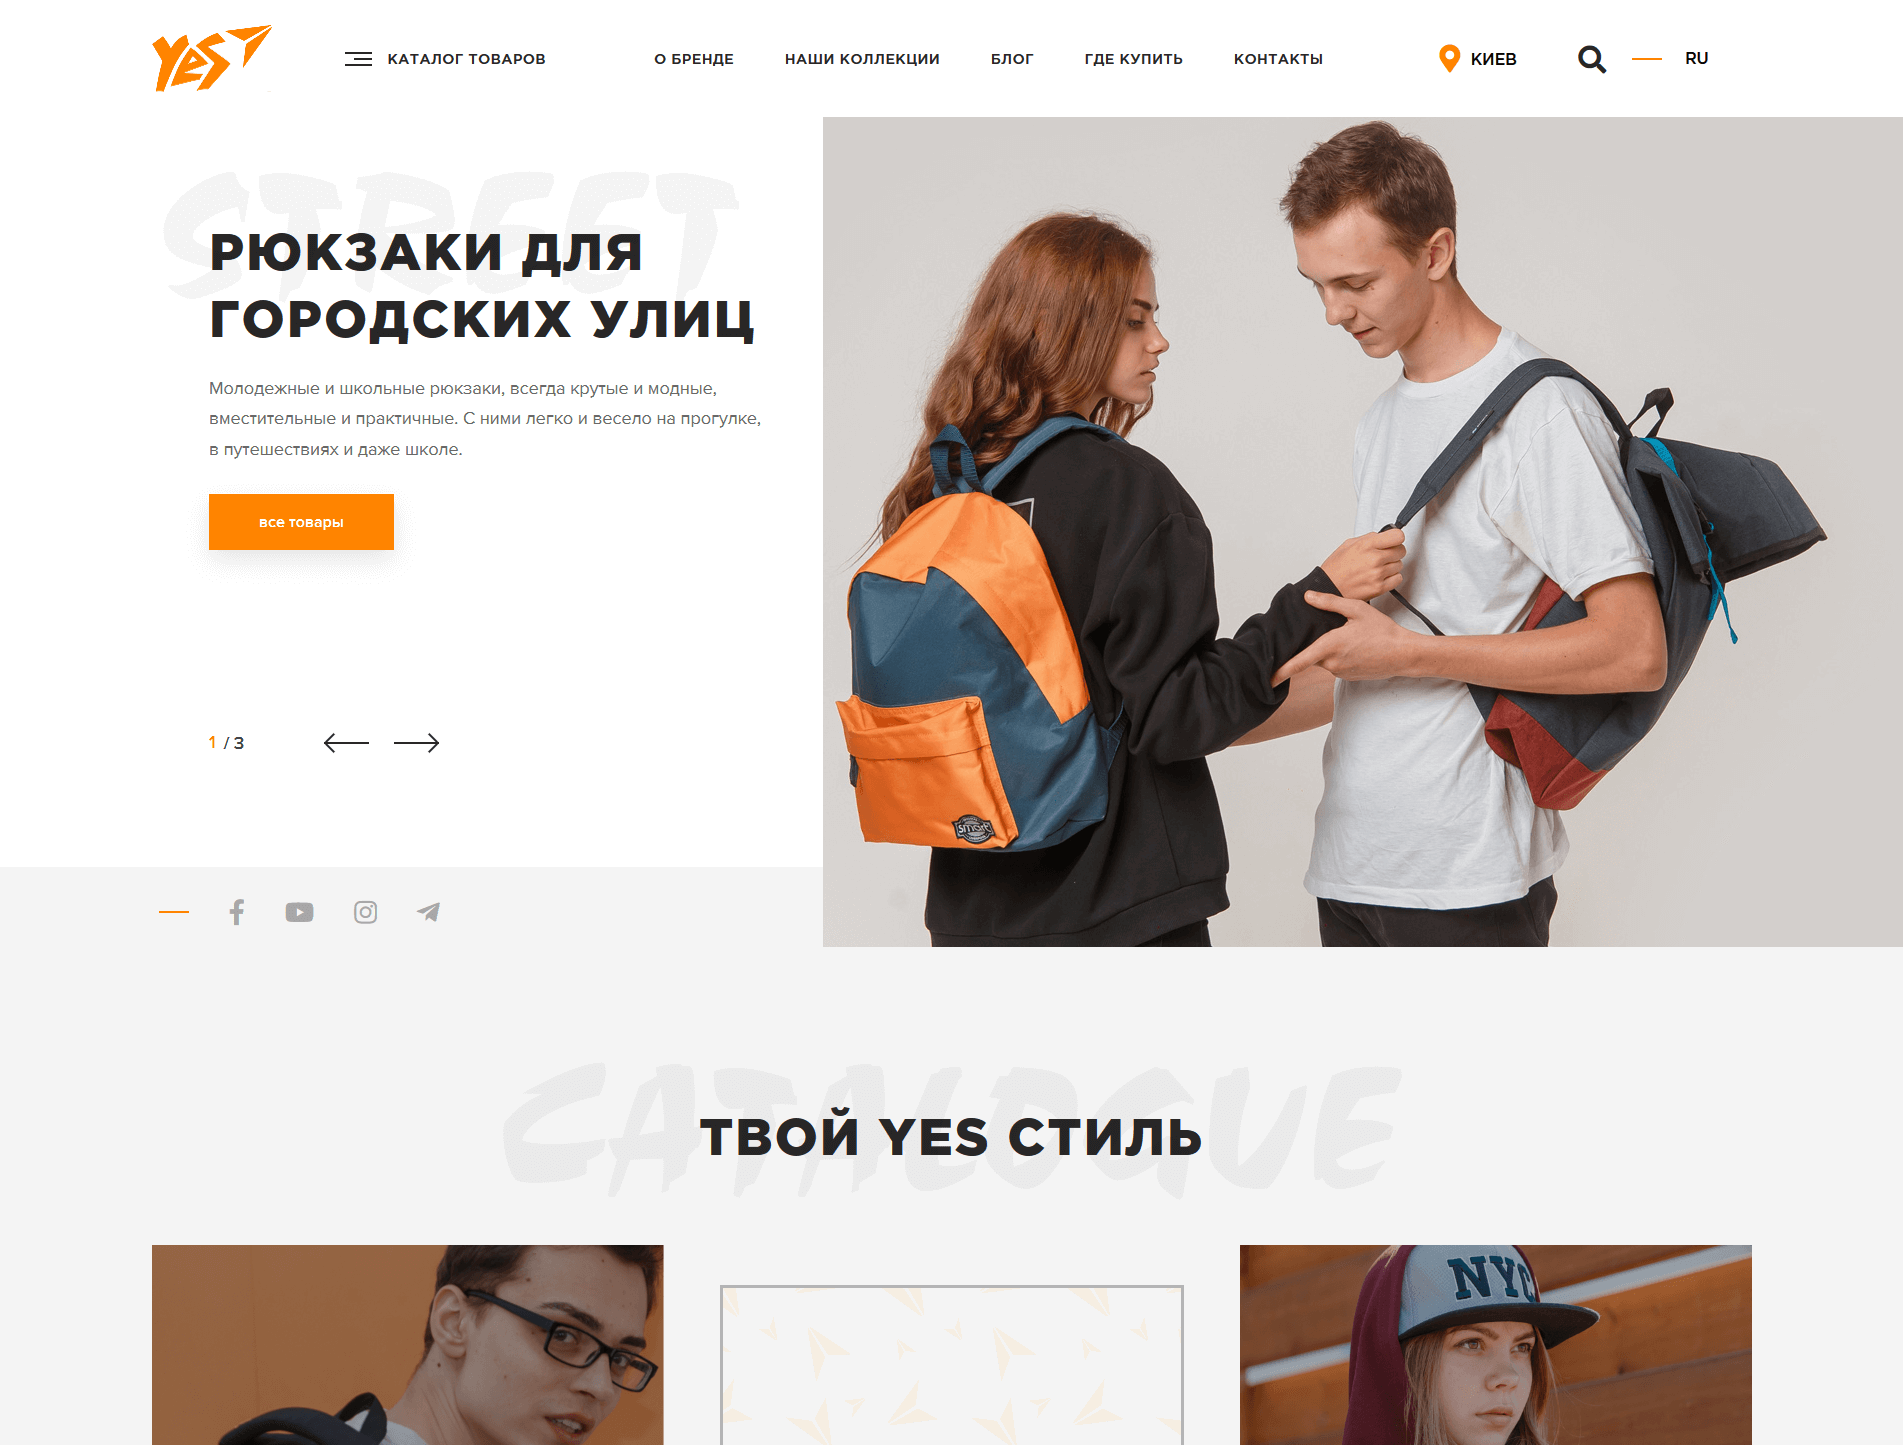 YES
КАТАЛОГ ТОВАРОВ
О БРЕНДЕ
НАШИ КОЛЛЕКЦИИ
БЛОГ
ГДЕ КУПИТЬ
КОНТАКТЫ
КИЕВ
RU
STREET
РЮКЗАКИ ДЛЯ
ГОРОДСКИХ УЛИЦ
Молодежные и школьные рюкзаки, всегда крутые и модные,
вместительные и практичные. С ними легко и весело на прогулке,
в путешествиях и даже школе.
все товары
1 / 3
smart
CATALOGUE
ТВОЙ YES СТИЛЬ
NYC